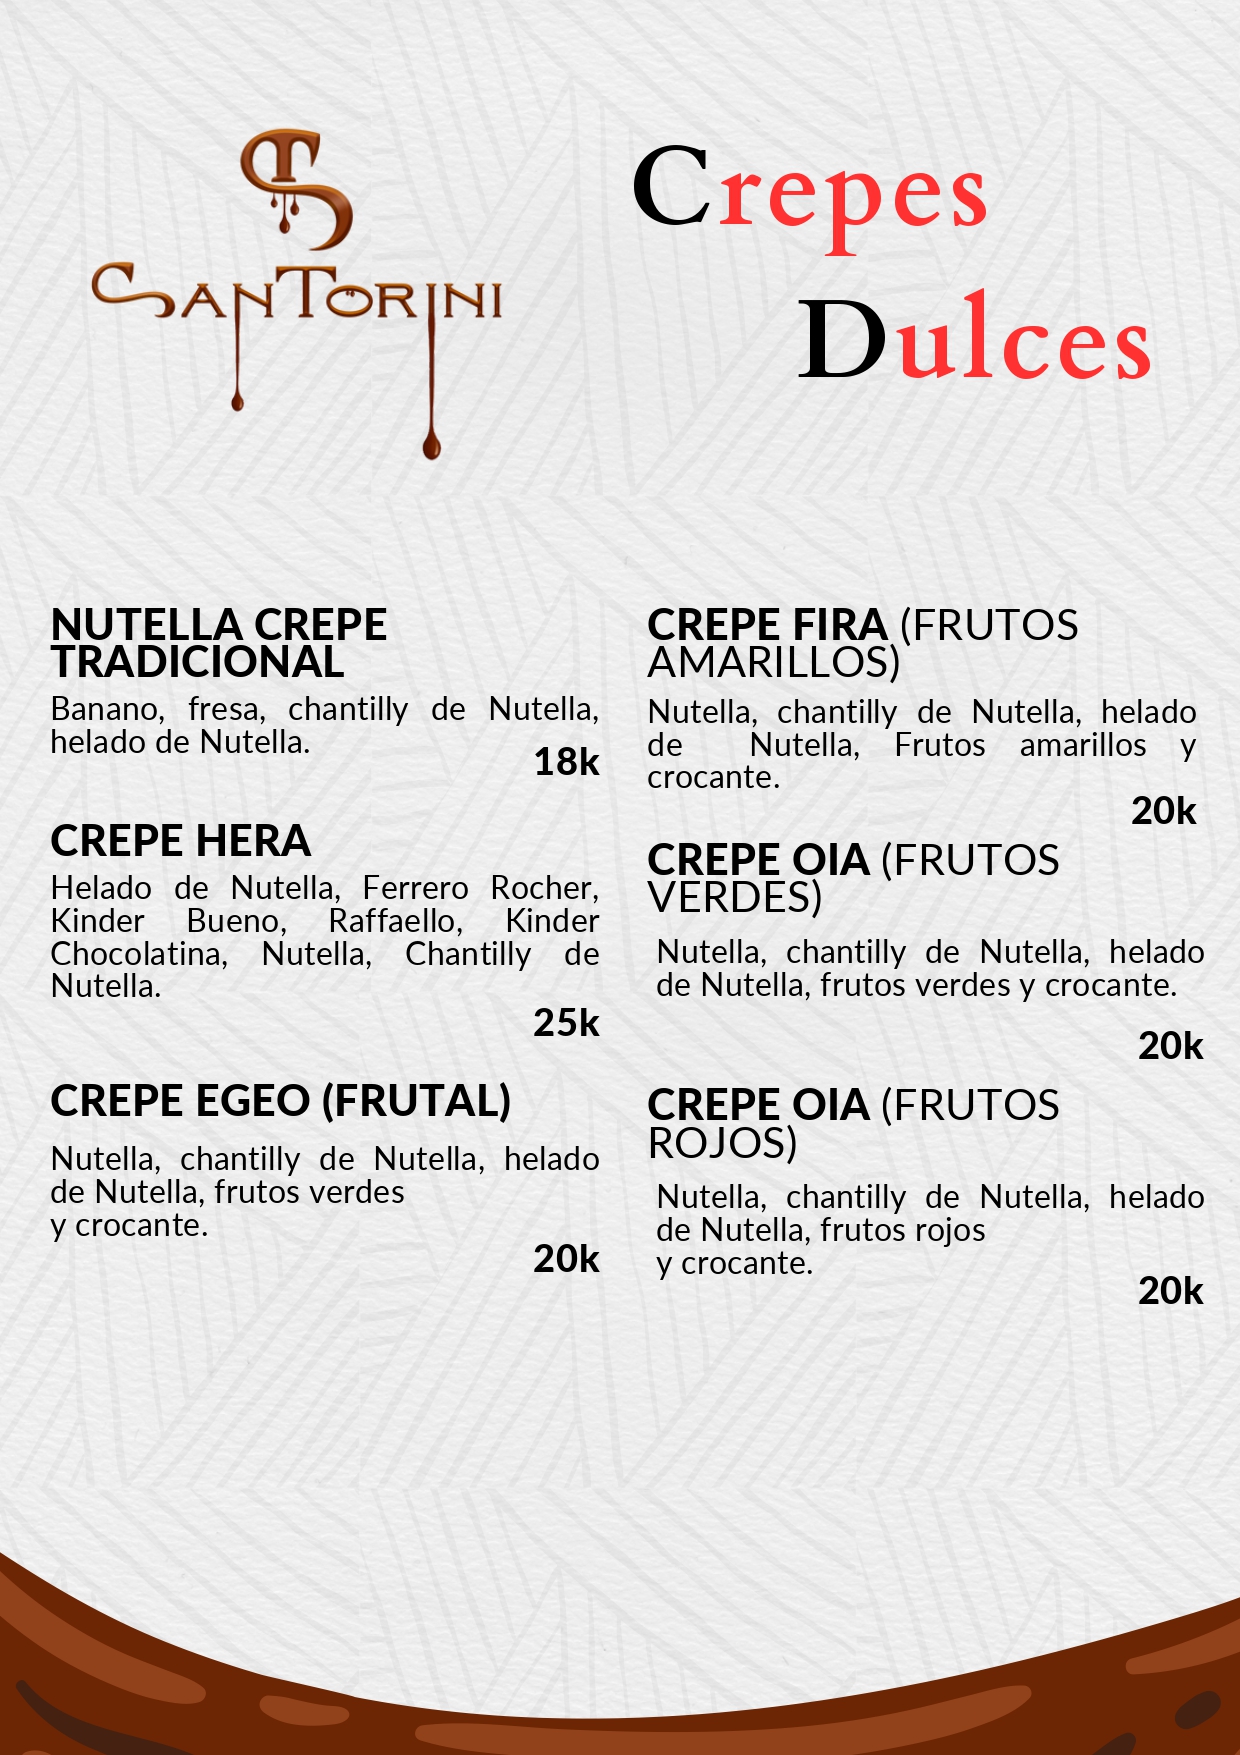 SANTORINI
Crepes
Dulces
NUTELLA CREPE
TRADICIONAL
Banano, fresa, chantilly de Nutella,
helado de Nutella.
18k
CREPE HERA
Helado de Nutella, Ferrero Rocher,
Kinder Bueno, Raffaello, Kinder
Chocolatina, Nutella, Chantilly de
Nutella.
25k
CREPE EGEO (FRUTAL)
Nutella, chantilly de Nutella, helado
de Nutella, frutos verdes
y crocante.
20k
CREPE FIRA (FRUTOS
AMARILLOS)
Nutella, chantilly de Nutella, helado
de Nutella, Frutos amarillos y
crocante.
20k
CREPE OIA (FRUTOS
VERDES)
Nutella, chantilly de Nutella, helado
de Nutella, frutos verdes y crocante.
20k
CREPE OIA (FRUTOS
ROJOS)
Nutella, chantilly de Nutella, helado
de Nutella, frutos rojos
y crocante.
20k